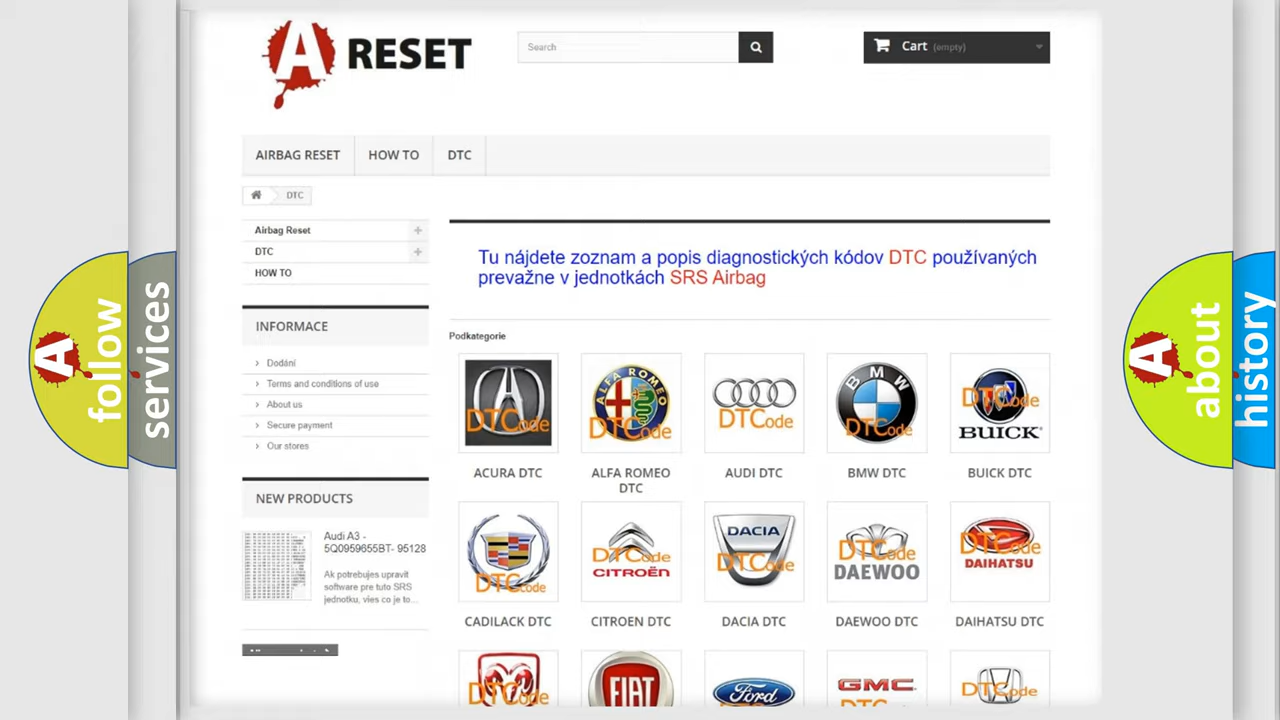 A RESET
Search
Cart (empty)
AIRBAG RESET
HOW TO
DTC
DTC
Airbag Reset
DTC
HOW TO
INFORMACE
Dodání
Terms and conditions of use
About us
Secure payment
Our stores
NEW PRODUCTS
Audi A3 -
5Q0959655BT- 95128
Ak potrebujes upravit
software pre tuto SRS
jednotku, vies co je to...
Tu nájdete zoznam a popis diagnostických kódov DTC používaných
prevažne v jednotkách SRS Airbag
Podkategorie
DTCode
ALFA ROMEO
DTCode
DTCode
BMW
DTCode
DTCode
BUICK
ACURA DTC
ALFA ROMEO
DTC
AUDI DTC
BMW DTC
BUICK DTC
DTCode
DTCode
CITROËN
DACIA
DTCode
DTCode
DAEWOO
DTCode
DAIHATSU
CADILACK DTC
CITROEN DTC
DACIA DTC
DAEWOO DTC
DAIHATSU DTC
DTCode
FIAT
Ford
GMC
DTCode
A
follow
services
A
about
history